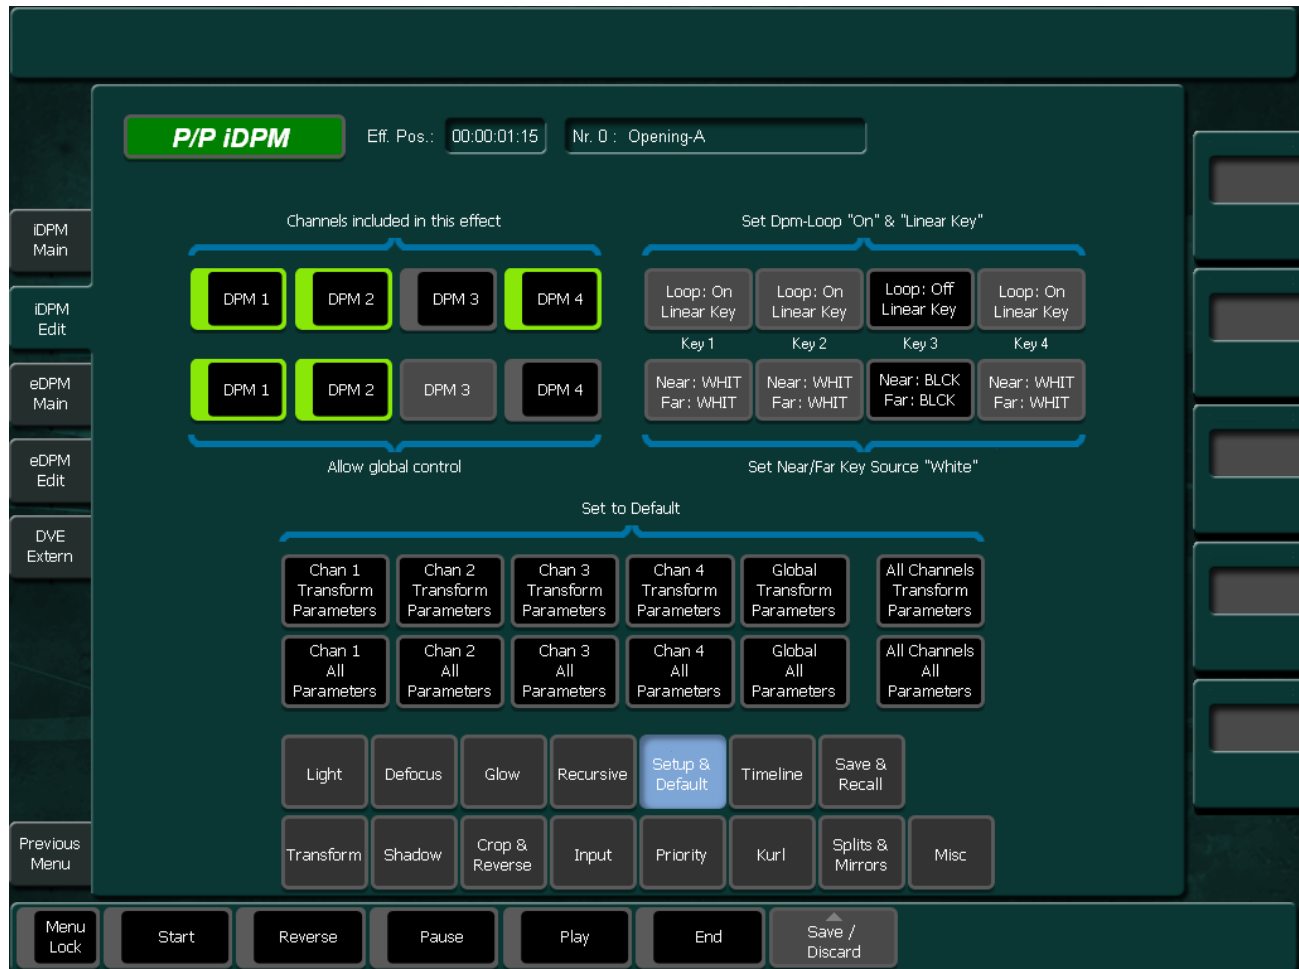 P/P iDPM
Eff. Pos.: 00:00:01:15 Nr. 0 : Opening-A
iDPM
Main
iDPM
Edit
eDPM
Main
eDPM
Edit
DVE
Extern
Previous
Menu
Channels included in this effect
DPM 1 DPM 2 DPM 3 DPM 4
DPM 1 DPM 2 DPM 3 DPM 4
Allow global control
Set Dpm-Loop "On" & "Linear Key"
Loop: On Loop: On Loop: Off Loop: On
Linear Key Linear Key Linear Key Linear Key
Key 1 Key 2 Key 3 Key 4
Near: WHIT Near: WHIT Near: BLCK Near: WHIT
Far: WHIT Far: WHIT Far: BLCK Far: WHIT
Set Near/Far Key Source "White"
Set to Default
Chan 1 Chan 2 Chan 3 Chan 4 Global All Channels
Transform Transform Transform Transform Transform Transform
Parameters Parameters Parameters Parameters Parameters Parameters
Chan 1 Chan 2 Chan 3 Chan 4 Global All Channels
All All All All All All
Parameters Parameters Parameters Parameters Parameters Parameters
Light Defocus Glow Recursive Setup & Default Timeline Save & Recall
Transform Shadow Crop & Reverse Input Priority Kurl Splits & Mirrors Misc
Menu Lock Start Reverse Pause Play End Save / Discard